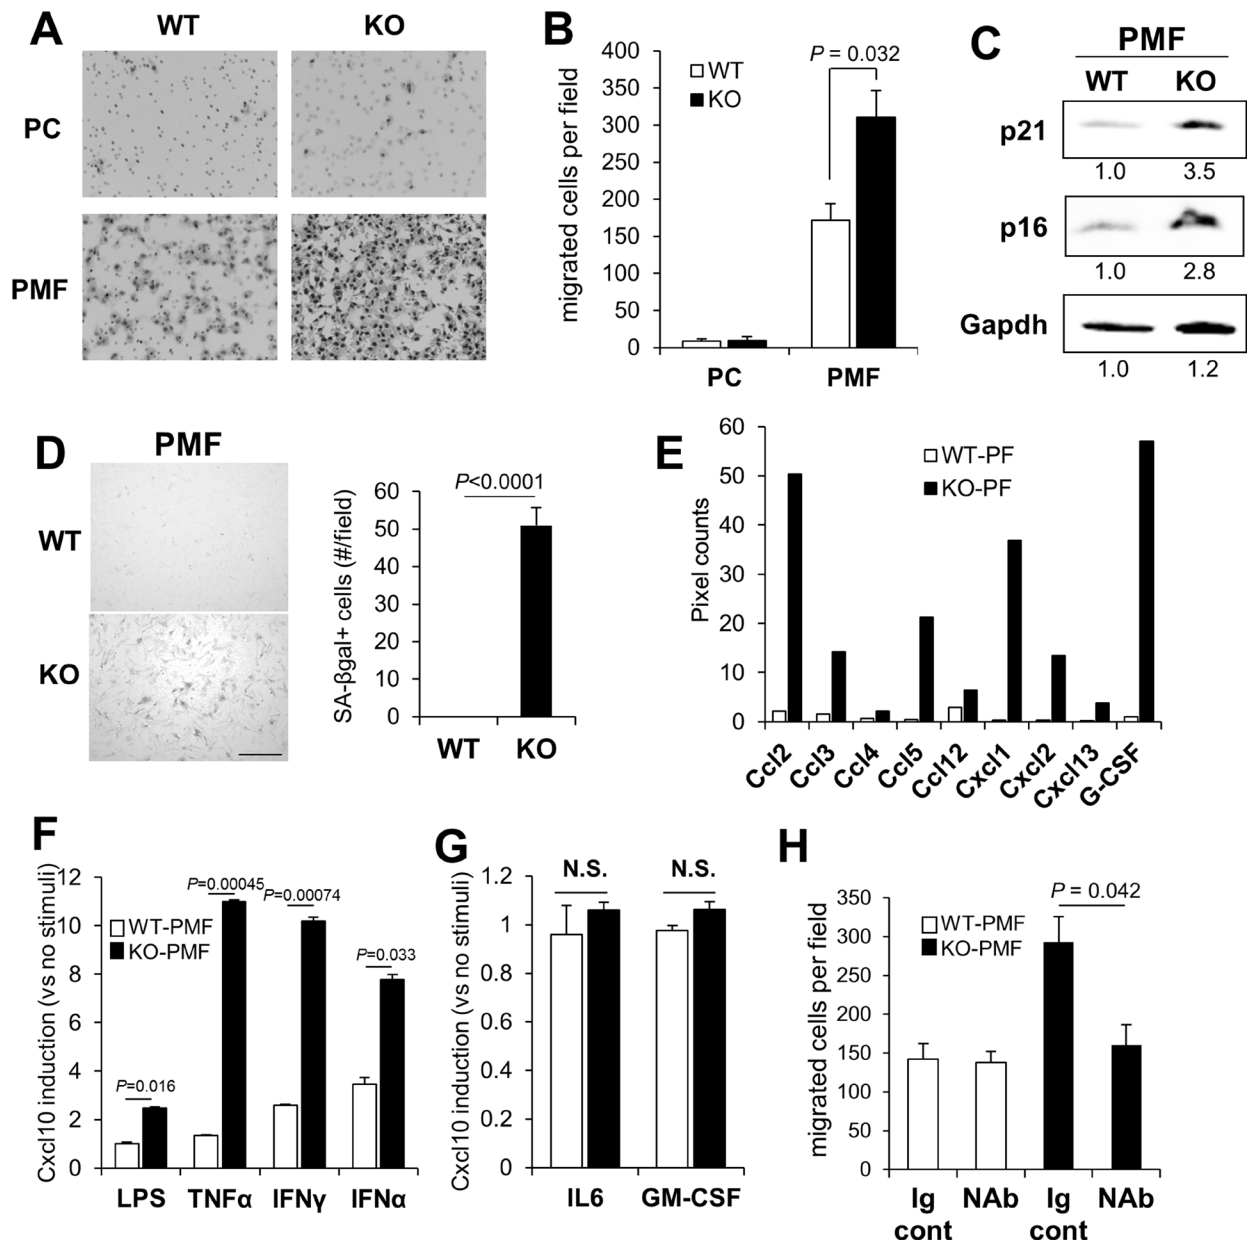 A
WT
KO
PC
PMF
B
migrated cells per field
400
350
300
250
200
150
100
50
0
WT
KO
P = 0.032
PC
PMF
C
PMF
WT
KO
p21
1.0
3.5
p16
1.0
2.8
Gapdh
1.0
1.2
D
PMF
WT
KO
SA-βgal+ cells (#/field)
60
50
40
30
20
10
0
P<0.0001
WT
KO
E
Pixel counts
60
50
40
30
20
10
0
WT-PF
KO-PF
Ccl2
Ccl3
Ccl4
Ccl5
Ccl12
Cxcl1
Cxcl2
Cxcl13
G-CSF
F
Cxcl10 induction (vs no stimuli)
12
10
8
6
4
2
0
WT-PMF
KO-PMF
P=0.016
P=0.00045
P=0.00074
P=0.033
LPS
TNFα
IFNγ
IFNα
G
Cxcl10 induction (vs no stimuli)
1.2
1
0.8
0.6
0.4
0.2
0
N.S.
N.S.
IL6
GM-CSF
H
migrated cells per field
350
300
250
200
150
100
50
0
WT-PMF
KO-PMF
P = 0.042
Ig
cont
NAb
Ig
cont
NAb